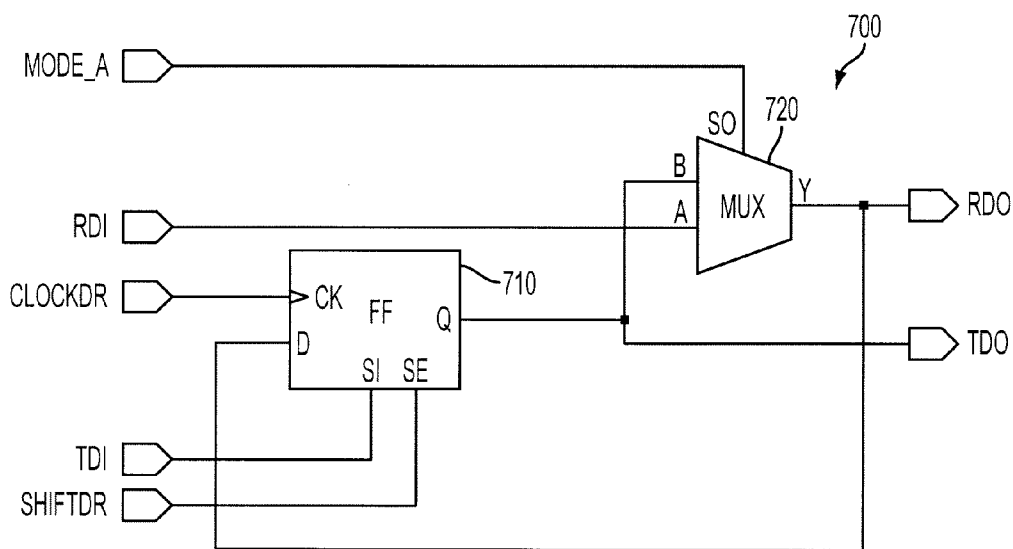 700
MODE_A
720
SO
B
MUX
Y
RDO
RDI
A
710
CLOCKDR
CK
FF
Q
D
TDO
SI SE
TDI
SHIFTDR